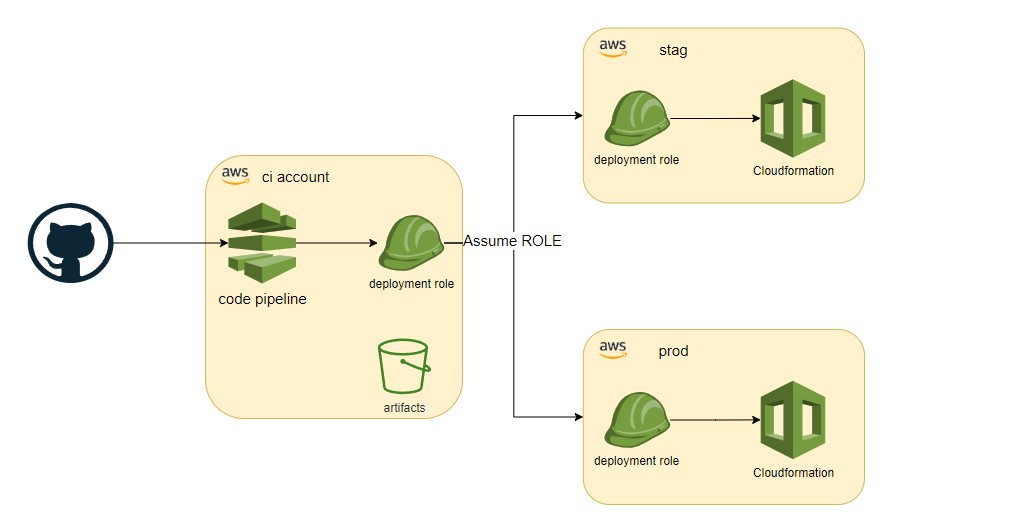 aws stag
deployment role
Cloudformation
aws ci account
code pipeline
deployment role
Assume ROLE
artifacts
aws prod
deployment role
Cloudformation